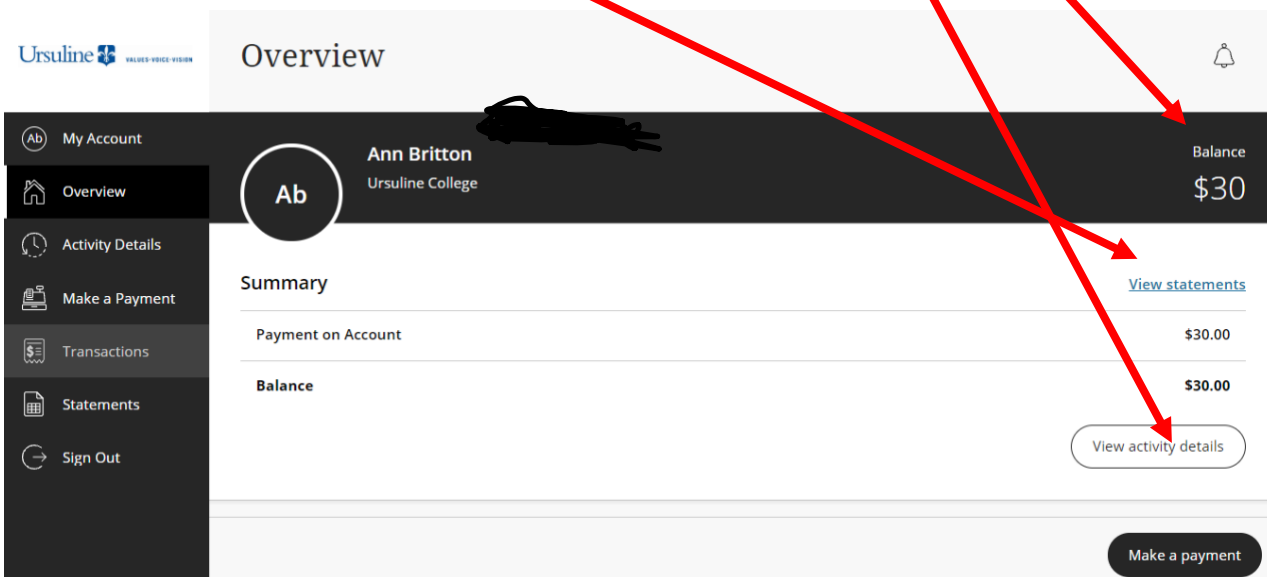 Ursuline VALUES-VOICE-VISION
Overview
Ab My Account
Overview
Activity Details
Make a Payment
Transactions
Statements
Sign Out
Ab
Ann Britton
Ursuline College
Balance
$30
Summary View statements
Payment on Account $30.00
Balance $30.00
View activity details
Make a payment